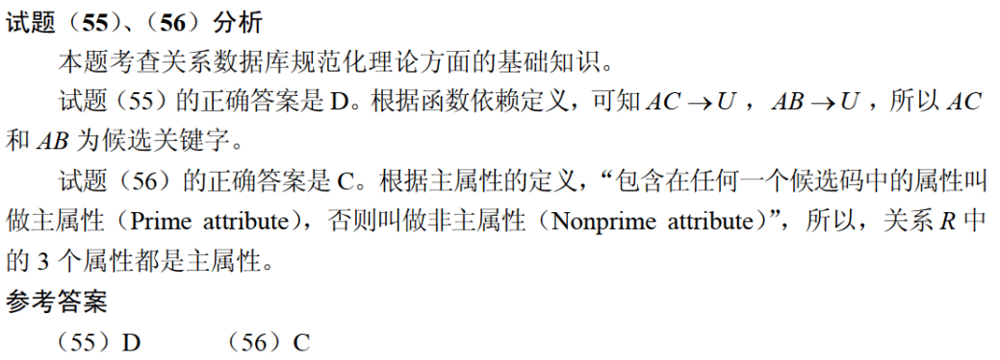 试题（55）、（56）分析
本题考查关系数据库规范化理论方面的基础知识。
试题（55）的正确答案是 D。根据函数依赖定义，可知 AC → U ， AB → U ，所以 AC
和 AB 为候选关键字。
试题（56）的正确答案是 C。根据主属性的定义，“包含在任何一个候选码中的属性叫
做主属性（Prime attribute），否则叫做非主属性（Nonprime attribute）”，所以，关系 R 中
的 3 个属性都是主属性。
参考答案
（55）D （56）C